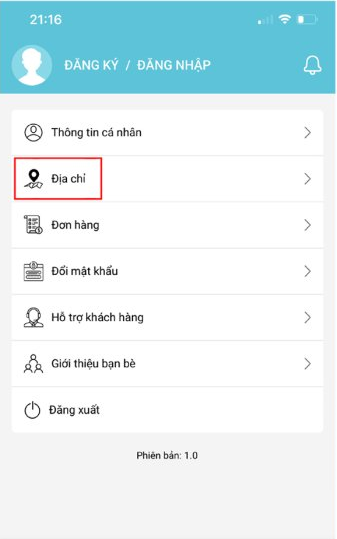 21:16
ĐĂNG KÝ / ĐĂNG NHẬP
Thông tin cá nhân
Địa chỉ
Đơn hàng
Đổi mật khẩu
Hỗ trợ khách hàng
Giới thiệu bạn bè
Đăng xuất
Phiên bản: 1.0